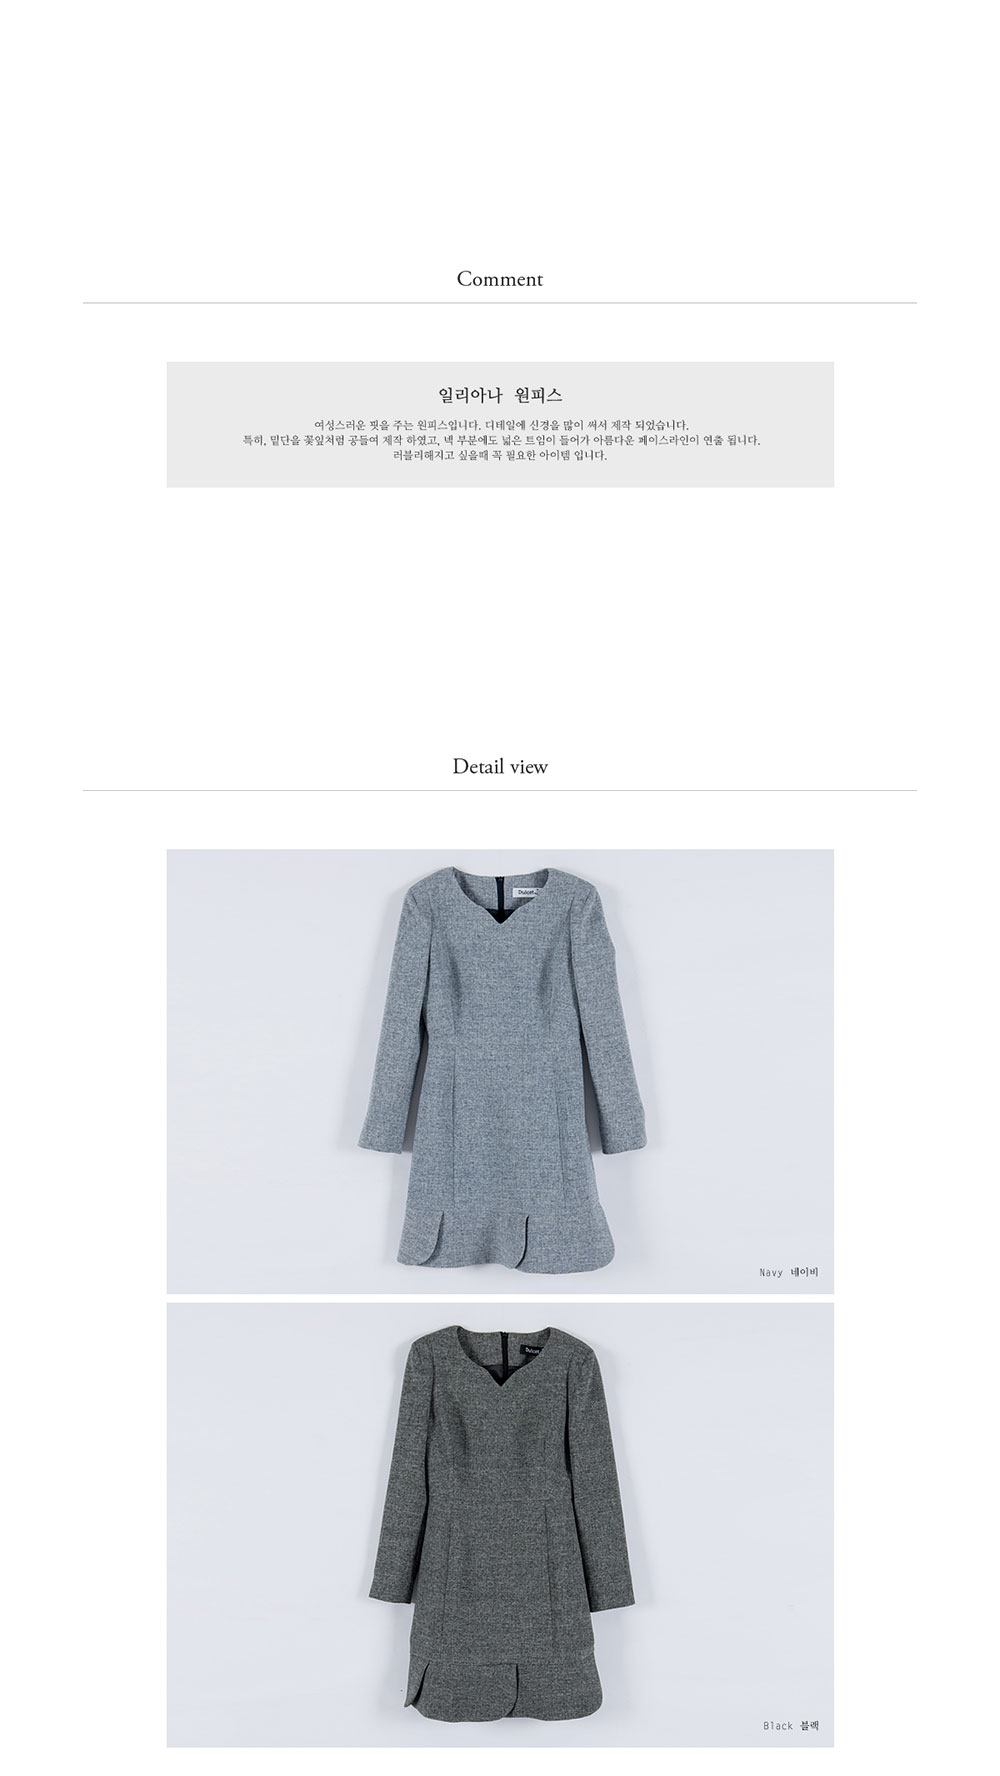 Comment
일리아나 원피스
여성스러운 핏을 주는 원피스입니다. 디테일에 신경을 많이 써서 제작 되었습니다.
특히, 밑단을 꽃잎처럼 공들여 제작 하였고, 넥 부분에도 넓은 트임이 들어가 아름다운 페이스라인이 연출 됩니다.
러블리해지고 싶을때 꼭 필요한 아이템 입니다.
Detail view
Dulcet
Navy 네이비
Dulcet
Black 블랙